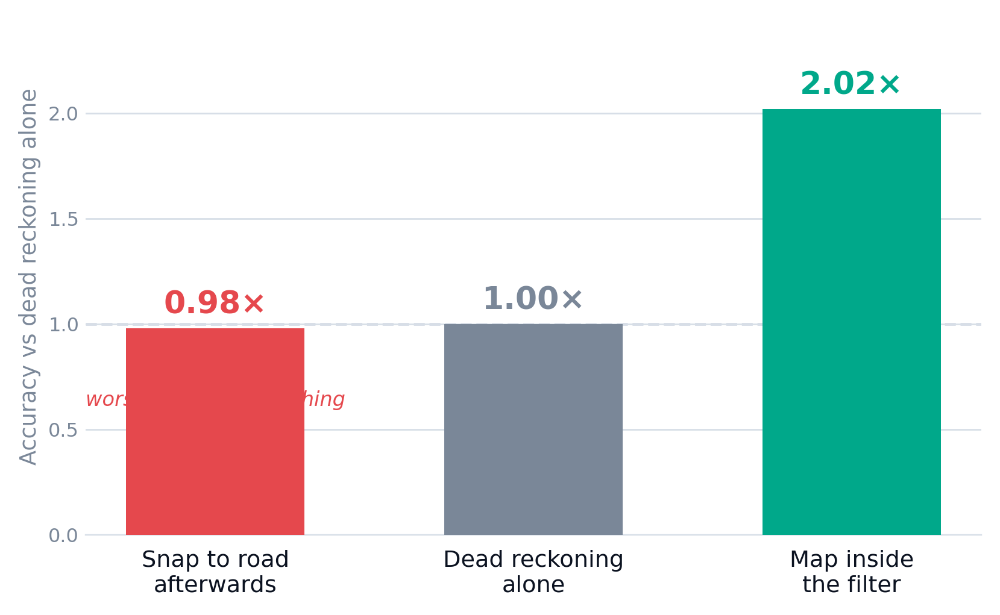 2.02×
Accuracy vs dead reckoning alone
2.0
1.5
1.00×
0.98×
1.0
0.5
0.0
Snap to road
afterwards
Dead reckoning
alone
Map inside
the filter